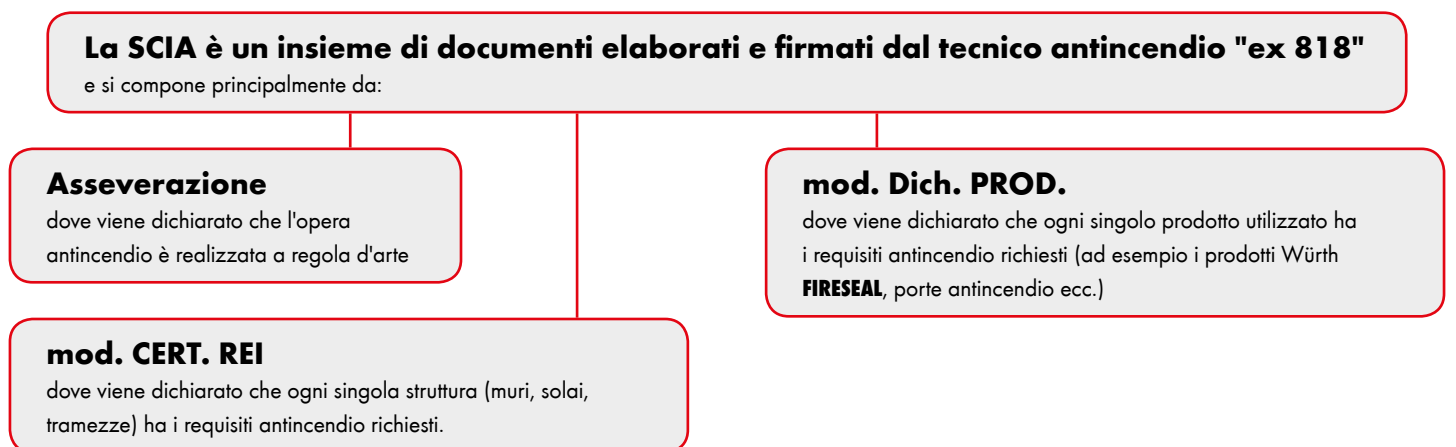 La SCIA è un insieme di documenti elaborati e firmati dal tecnico antincendio "ex 818"
e si compone principalmente da:
Asseverazione
dove viene dichiarato che l'opera
antincendio è realizzata a regola d'arte
mod. Dich. PROD.
dove viene dichiarato che ogni singolo prodotto utilizzato ha
i requisiti antincendio richiesti (ad esempio i prodotti Würth
FIRESEAL, porte antincendio ecc.)
mod. CERT. REI
dove viene dichiarato che ogni singola struttura (muri, solai,
tramezze) ha i requisiti antincendio richiesti.